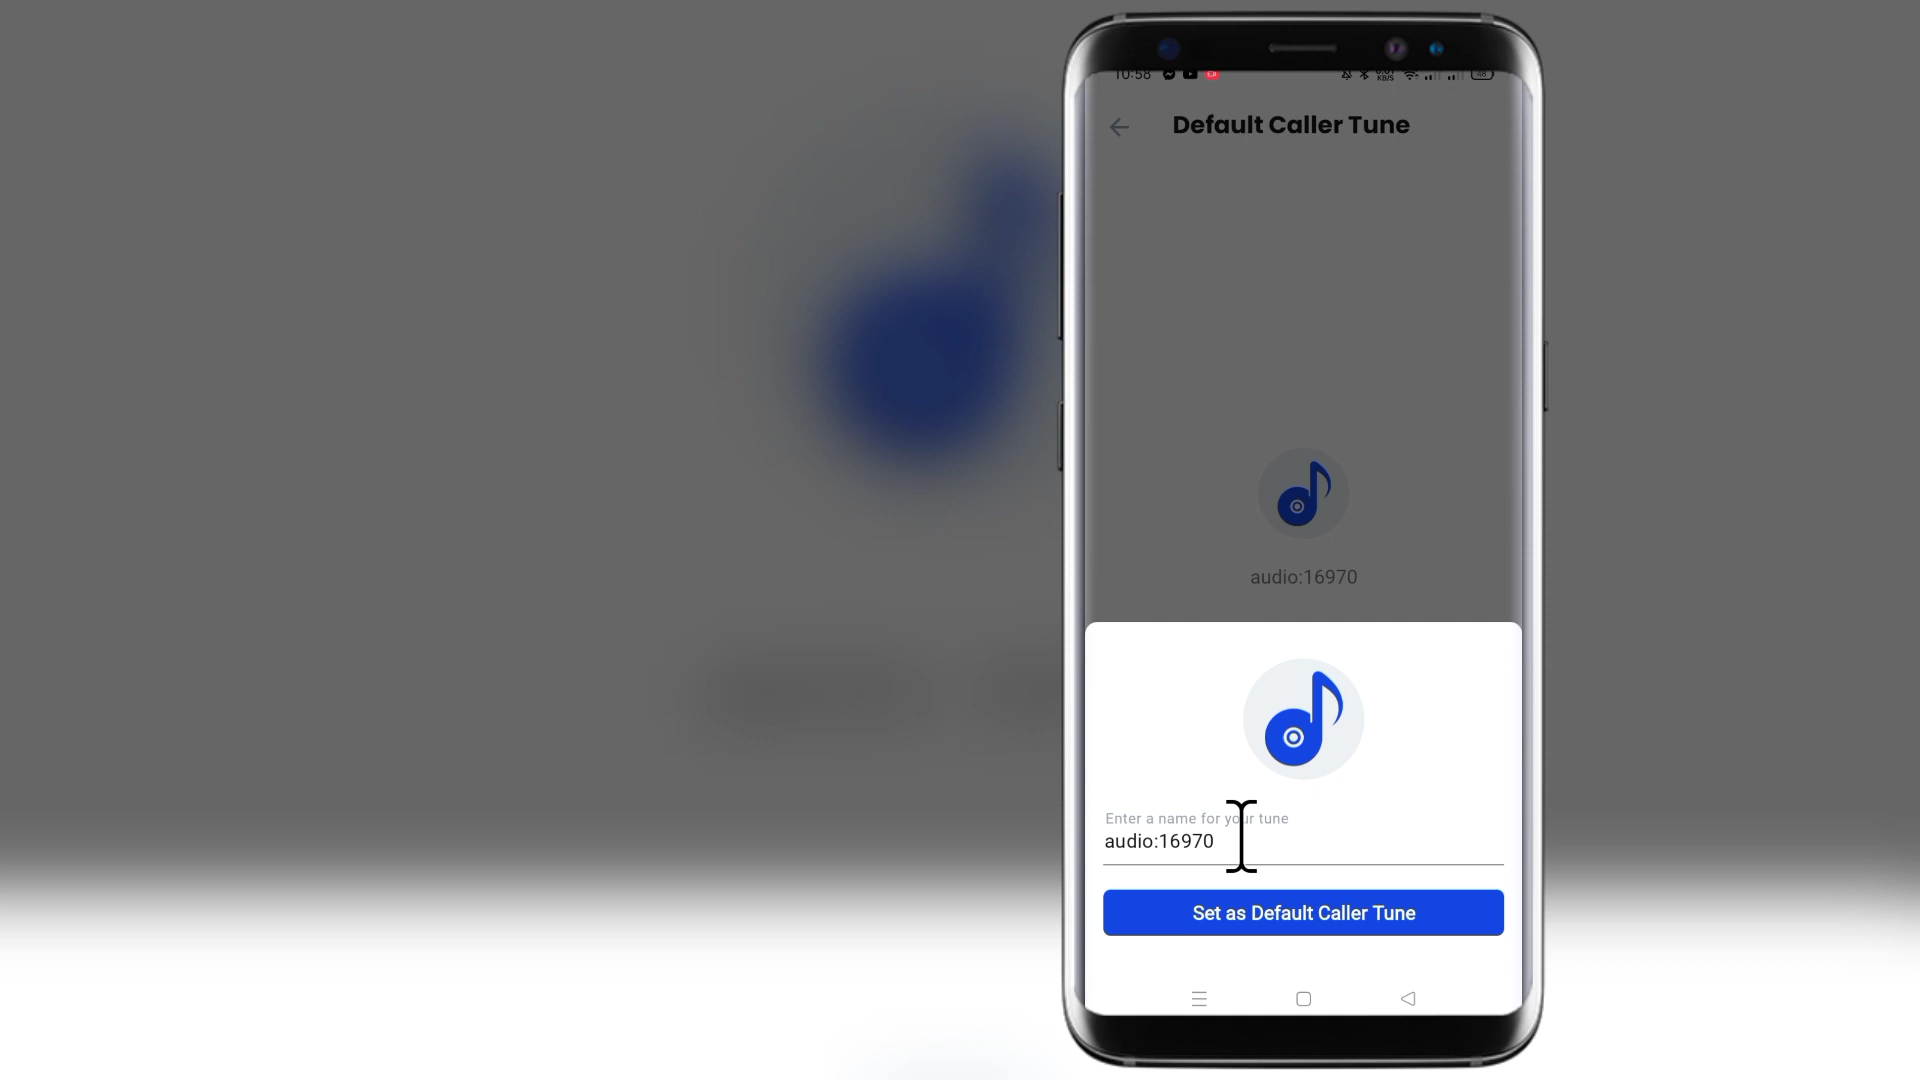 10:58
Default Caller Tune
audio:16970
Enter a name for your tune
audio:16970
Set as Default Caller Tune